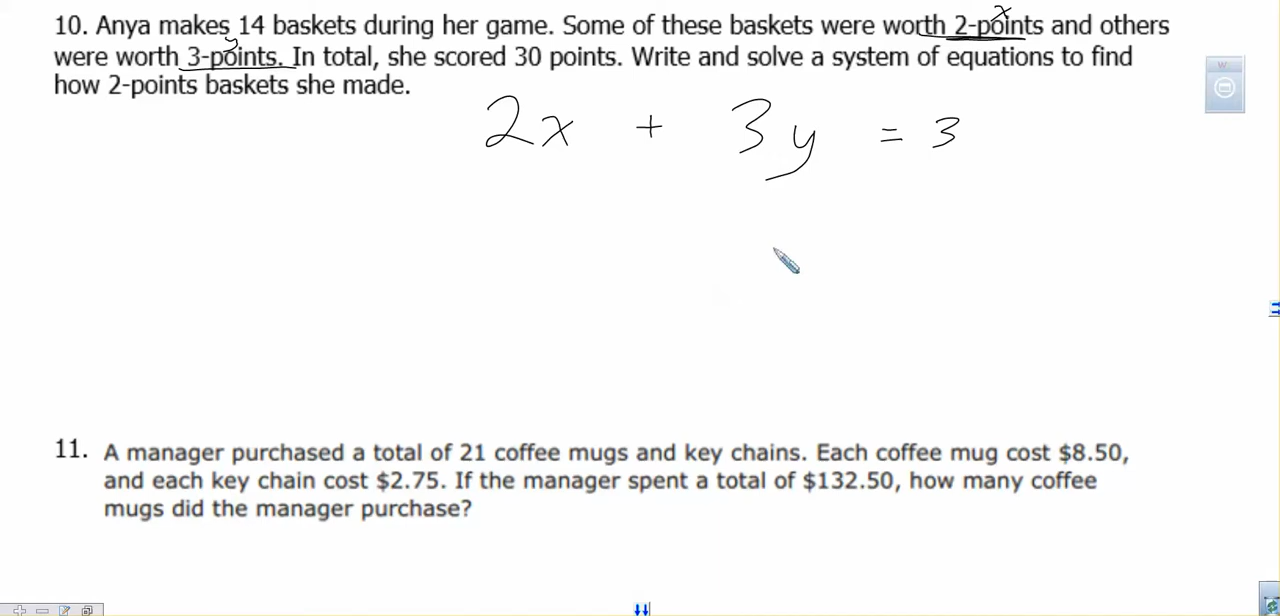 10. Anya makes 14 baskets during her game. Some of these baskets were worth 2-points and others
x
were worth 3-points. In total, she scored 30 points. Write and solve a system of equations to find
y
how 2-points baskets she made.
2x + 3y = 3
11. A manager purchased a total of 21 coffee mugs and key chains. Each coffee mug cost $8.50,
and each key chain cost $2.75. If the manager spent a total of $132.50, how many coffee
mugs did the manager purchase?